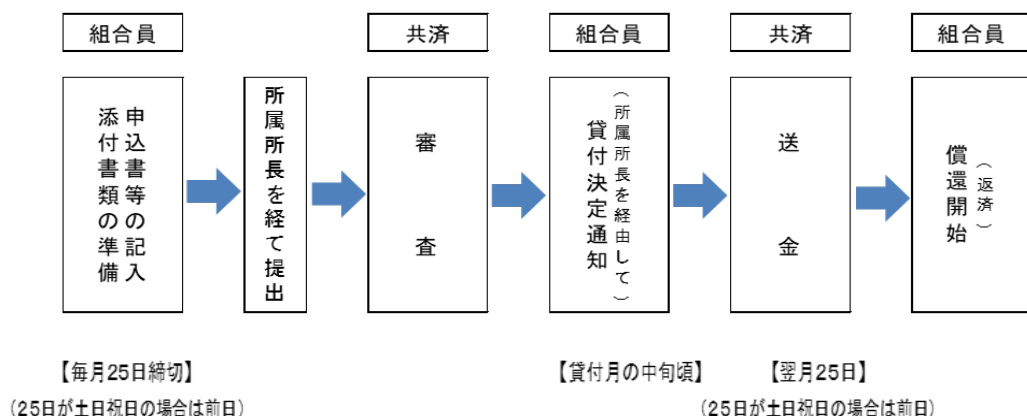 組合員
共済
組合員
共済
組合員
申込書等の記入
添付書類の準備
所属所長を経て提出
審査
(所属所長を経由して)
貸付決定通知
送金
(返済)
償還開始
【毎月25日締切】
(25日が土日祝日の場合は前日)
【貸付月の中旬頃】
【翌月25日】
(25日が土日祝日の場合は前日)